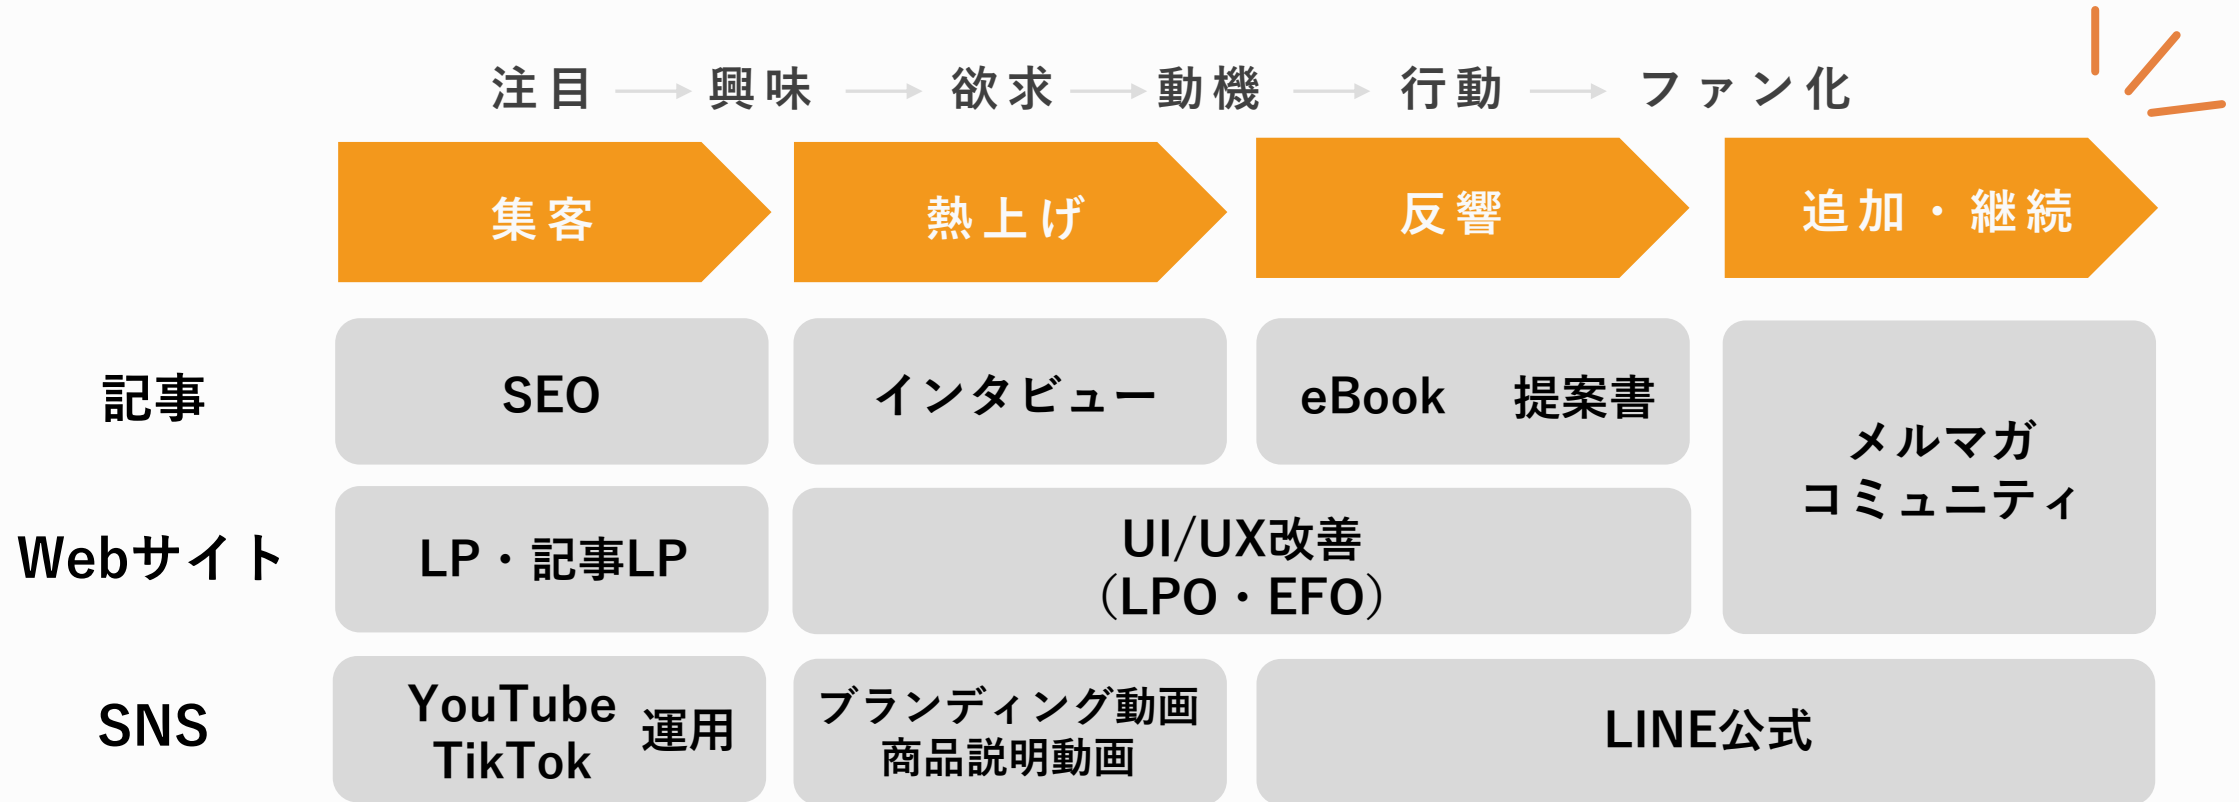 注目 興味 欲求 動機 行動 ファン化
集客 熱上げ 反響 追加・継続
記事 SEO インタビュー eBook 提案書
メルマガ
コミュニティ
Webサイト LP・記事LP
UI/UX改善
（LPO・EFO）
SNS
YouTube
TikTok
運用
ブランディング動画
商品説明動画
LINE公式